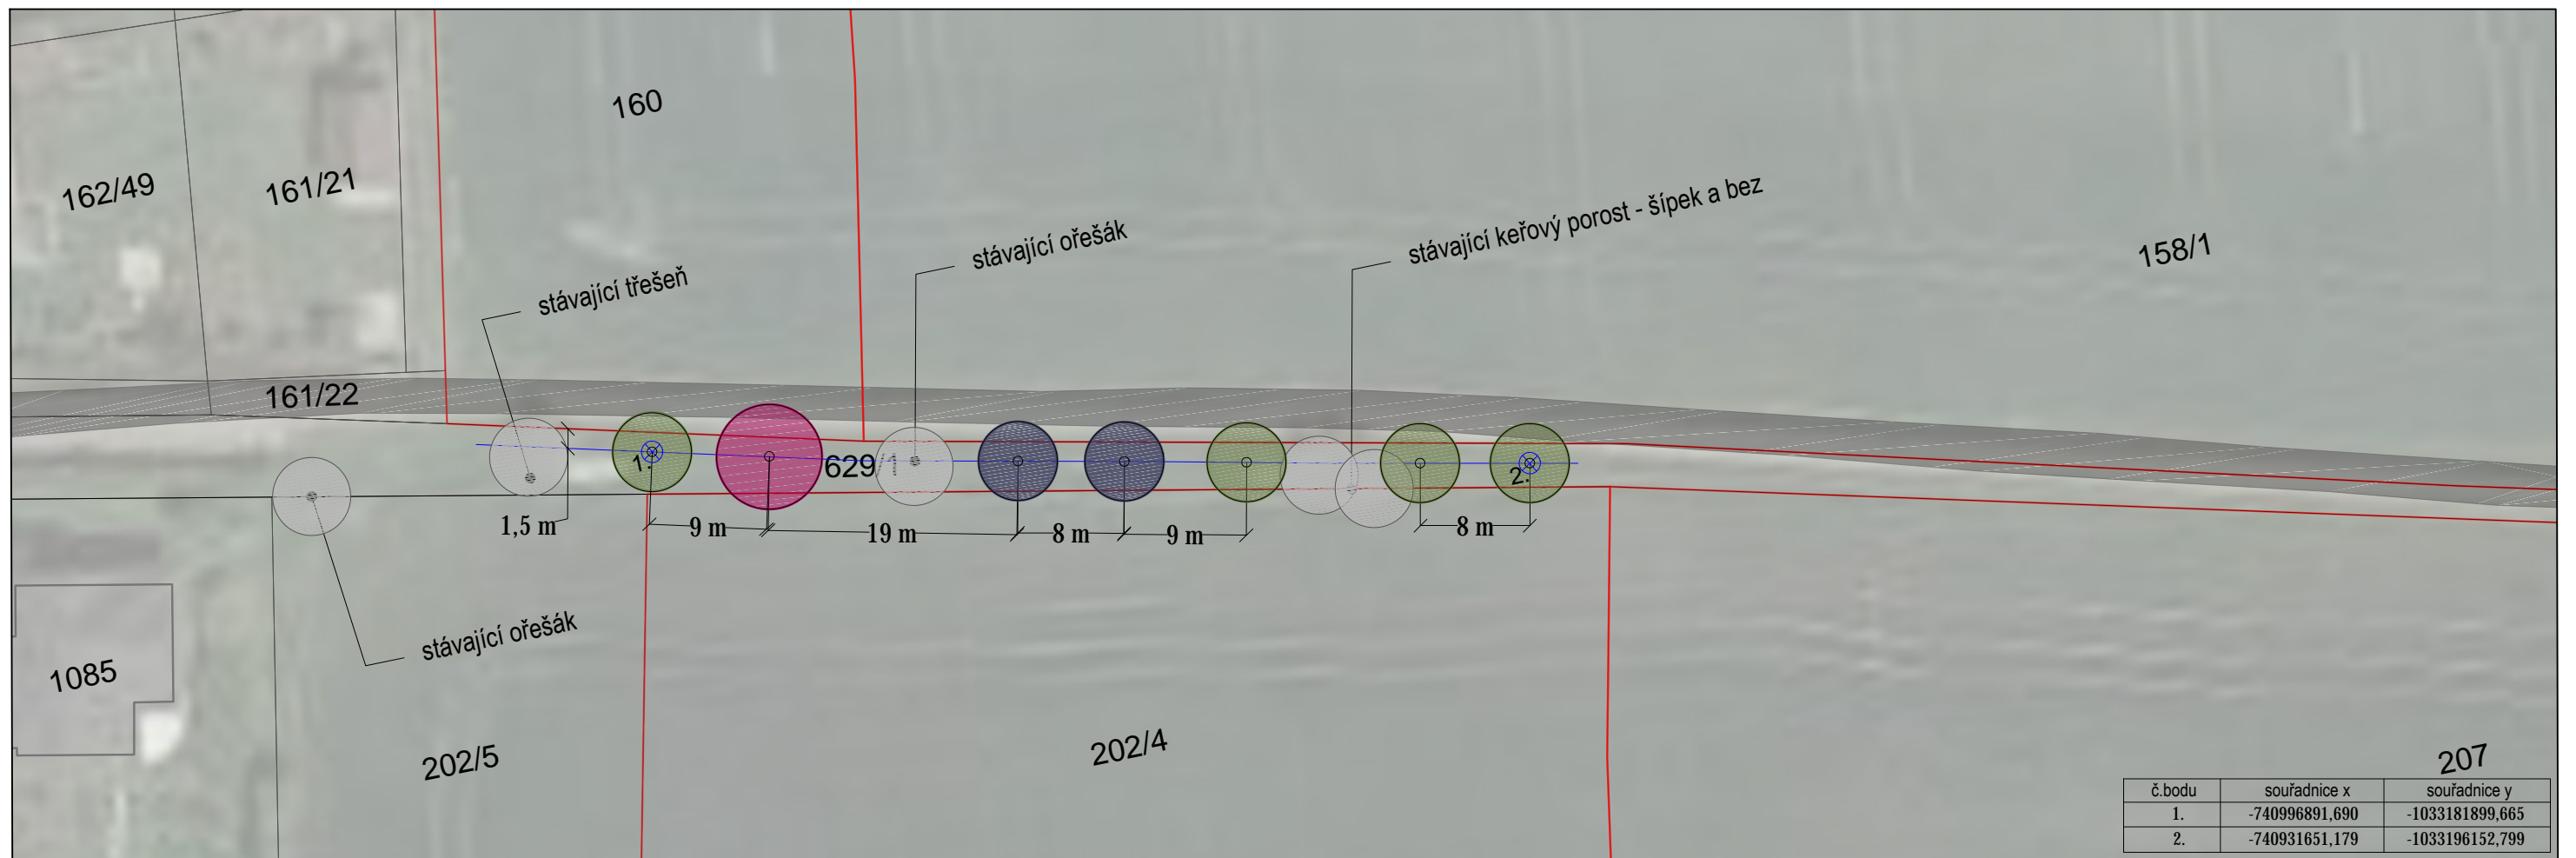 160
162/49
161/21
stávající třešeň
stávající ořešák
stávající keřový porost - šípek a bez
158/1
161/22
1.
629/1
2.
1,5 m
9 m
19 m
8 m
9 m
8 m
stávající ořešák
1085
202/5
202/4
207
č.bodu souřadnice x souřadnice y
1. -740996891,690 -1033181899,665
2. -740931651,179 -1033196152,799